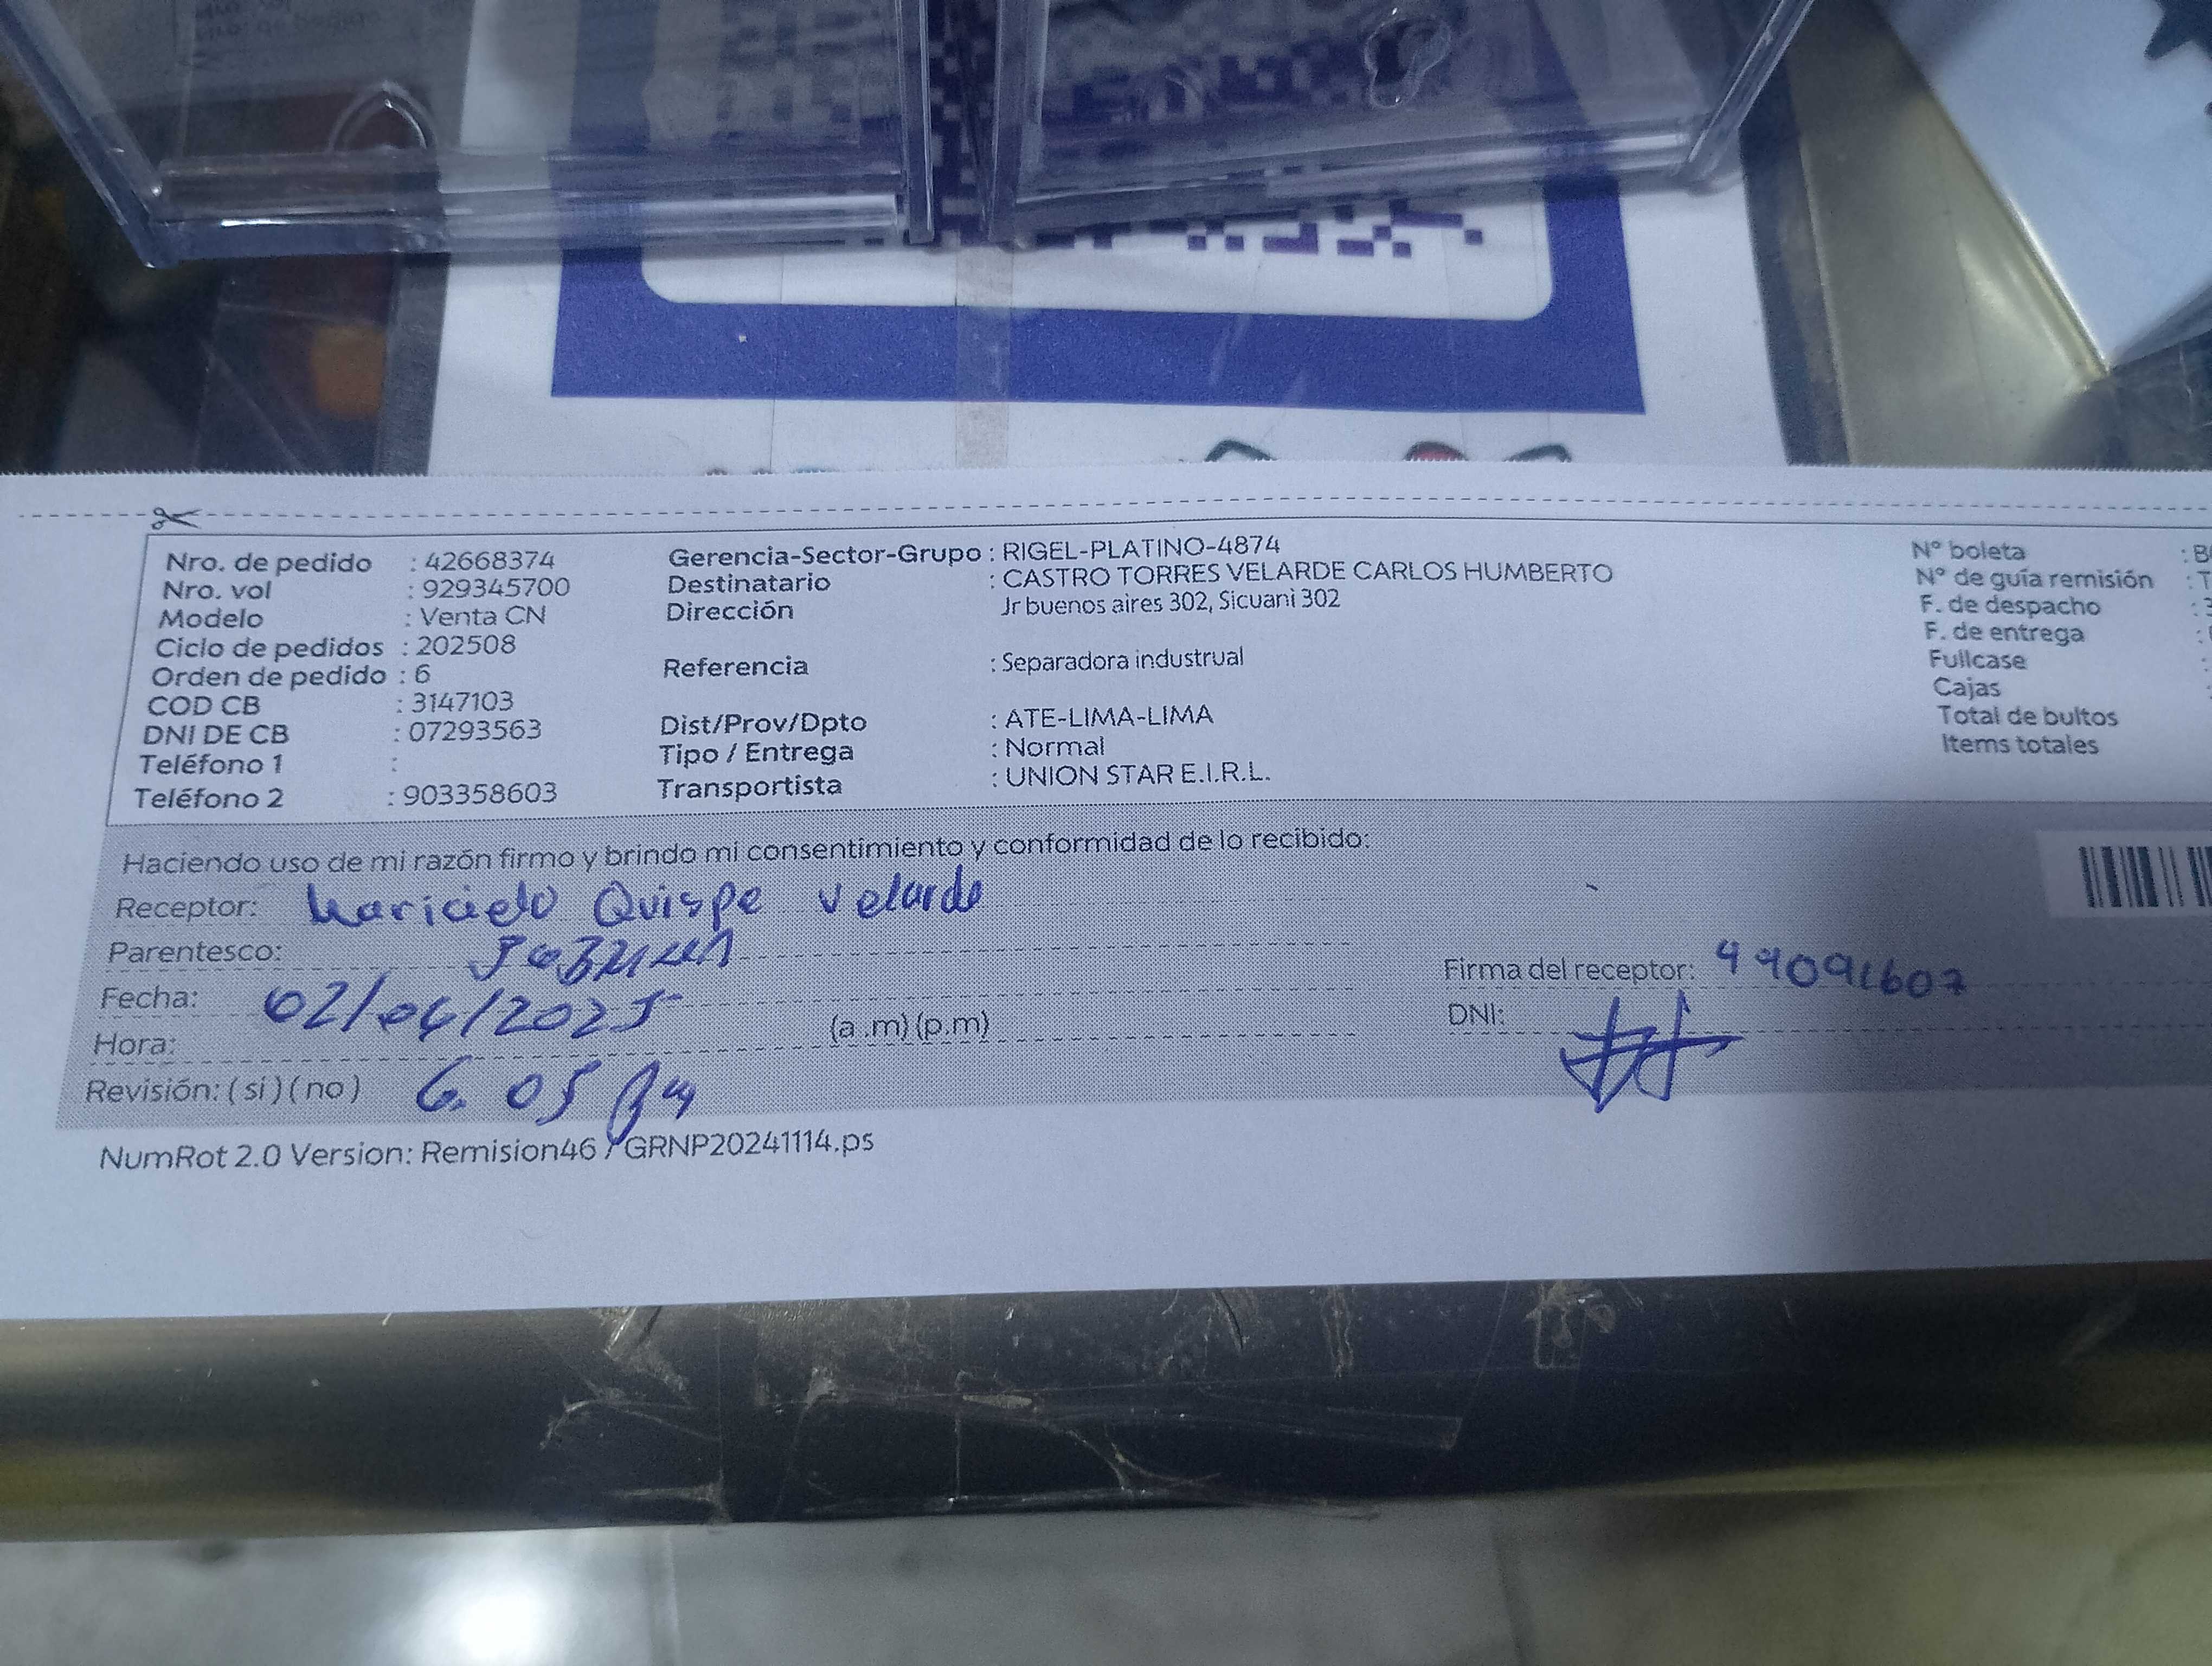 Nro. de pedido : 42668374
Nro. vol : 929345700
Modelo : Venta CN
Ciclo de pedidos : 202508
Orden de pedido : 6
COD CB : 3147103
DNI DE CB : 07293563
Teléfono 1 :
Teléfono 2 : 903358603
Gerencia-Sector-Grupo : RIGEL-PLATINO-4874
Destinatario : CASTRO TORRES VELARDE CARLOS HUMBERTO
Dirección Jr buenos aires 302, Sicuani 302
Referencia : Separadora industrual
Dist/Prov/Dpto : ATE-LIMA-LIMA
Tipo / Entrega : Normal
Transportista : UNION STAR E.I.R.L.
N° boleta : B
N° de guía remisión : T
F. de despacho : 3
F. de entrega :
Fullcase :
Cajas :
Total de bultos
Items totales
Haciendo uso de mi razón firmo y brindo mi consentimiento y conformidad de lo recibido:
Receptor: Maricielo Quispe Velarde
Parentesco: SOBRINA
Fecha: 02/04/2025
Hora: (a .m) (p.m)
Revisión: ( si ) ( no ) 6. 05 pm
Firma del receptor:
DNI:
NumRot 2.0 Version: Remision46 / GRNP20241114.ps